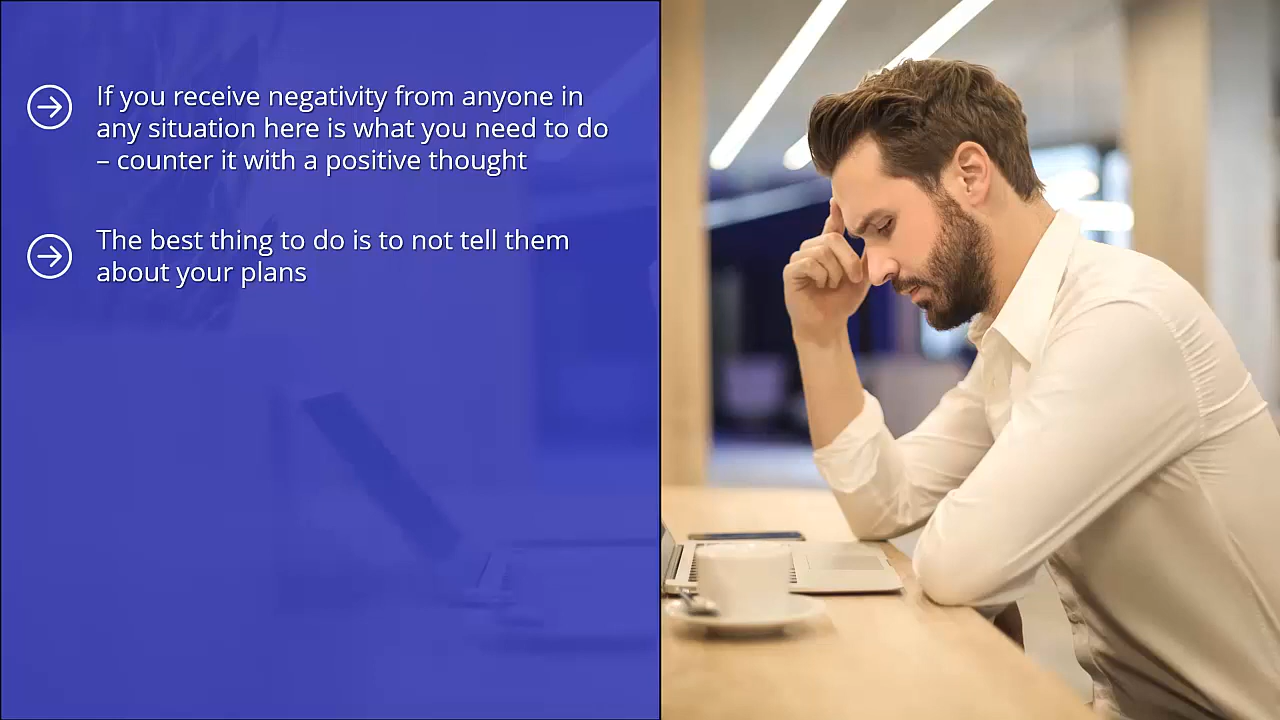 If you receive negativity from anyone in
any situation here is what you need to do
– counter it with a positive thought
The best thing to do is to not tell them
about your plans